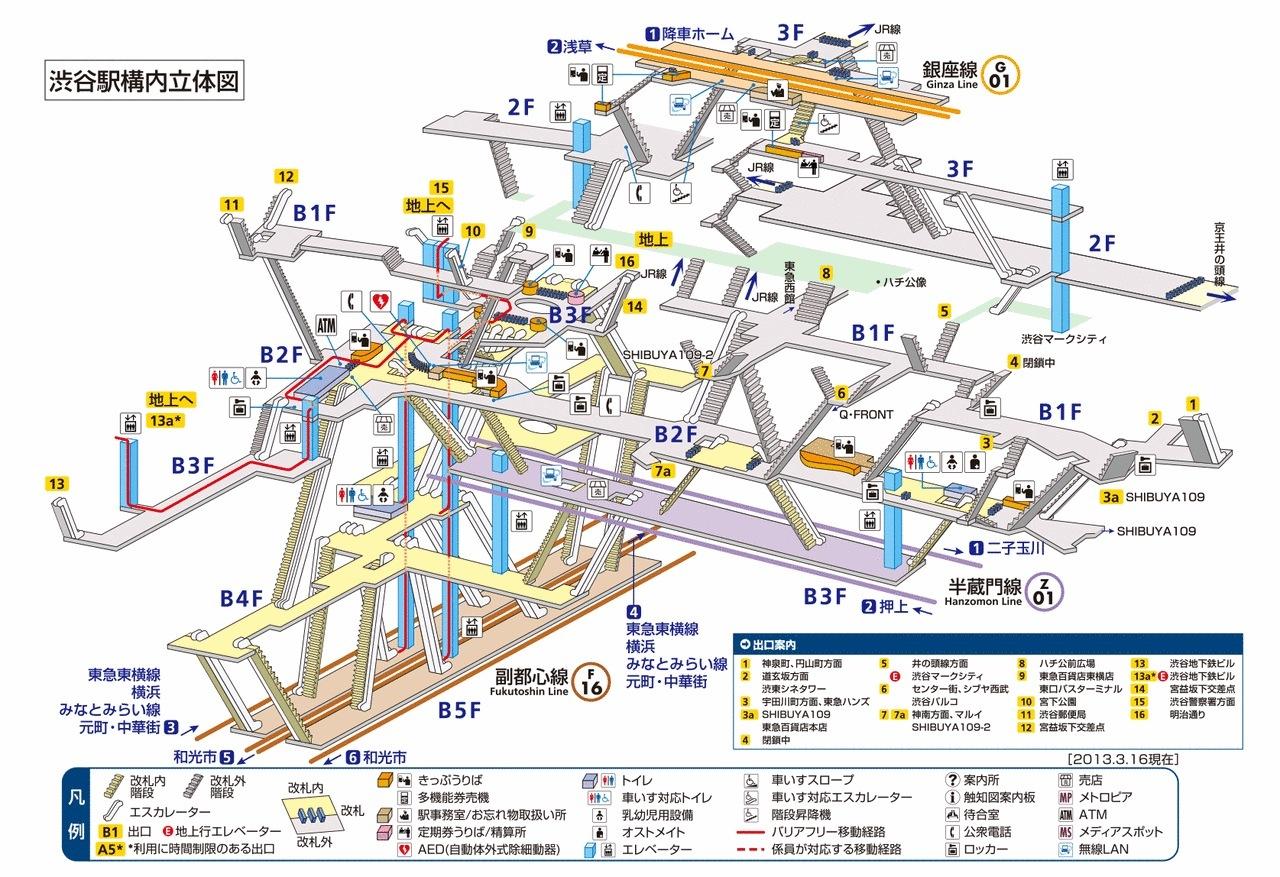 渋谷駅構内立体図
2 浅草
1 降車ホーム
3F
JR線
売
銀座線
Ginza Line
G
01
定
2F
売
定
3F
JR線
2F
京王井の頭線
渋谷マークシティ
地上
ハチ公像
12
11
B1F
15
地上へ
10
9
16
JR線
14
B3F
JR線
東急西館
8
B1F
5
4 閉鎖中
ATM
B2F
SHIBUYA109-2
7
6
Q・FRONT
B1F
2
1
地上へ
13a*
売
B2F
7a
3
3a SHIBUYA109
SHIBUYA109
13
B3F
売
1 二子玉川
半蔵門線
Hanzomon Line
Z
01
B3F
2 押上
B4F
4
東急東横線
横浜
みなとみらい線
元町・中華街
東急東横線
横浜
みなとみらい線
元町・中華街 3
副都心線
Fukutoshin Line
F
16
B5F
和光市 5
6 和光市
出口案内
1 神泉町、円山町方面
2 道玄坂方面
渋東シネタワー
3 宇田川町方面、東急ハンズ
3a SHIBUYA109
東急百貨店本店
4 閉鎖中
5 井の頭線方面
E 渋谷マークシティ
6 センター街、シブヤ西武
渋谷パルコ
7 7a 神南方面、マルイ
SHIBUYA109-2
8 ハチ公前広場
9 東急百貨店東横店
東口バスターミナル
10 宮下公園
11 渋谷郵便局
12 宮益坂下交差点
13 渋谷地下鉄ビル
13a* E 渋谷地下鉄ビル
14 宮益坂下交差点
15 渋谷警察署方面
16 明治通り
[2013.3.16現在]
凡例
改札内
階段
改札外
階段
エスカレーター
B1 出口
E 地上行エレベーター
A5* *利用に時間制限のある出口
改札内
改札
改札外
きっぷうりば
多機能券売機
駅事務室/お忘れ物取扱い所
定期券うりば/精算所
AED(自動体外式除細動器)
トイレ
車いす対応トイレ
乳幼児用設備
オストメイト
エレベーター
車いすスロープ
車いす対応エスカレーター
階段昇降機
バリアフリー移動経路
係員が対応する移動経路
? 案内所
i 触知図案内板
待合室
公衆電話
ロッカー
売 売店
MP メトロピア
ATM ATM
MS メディアスポット
無線LAN